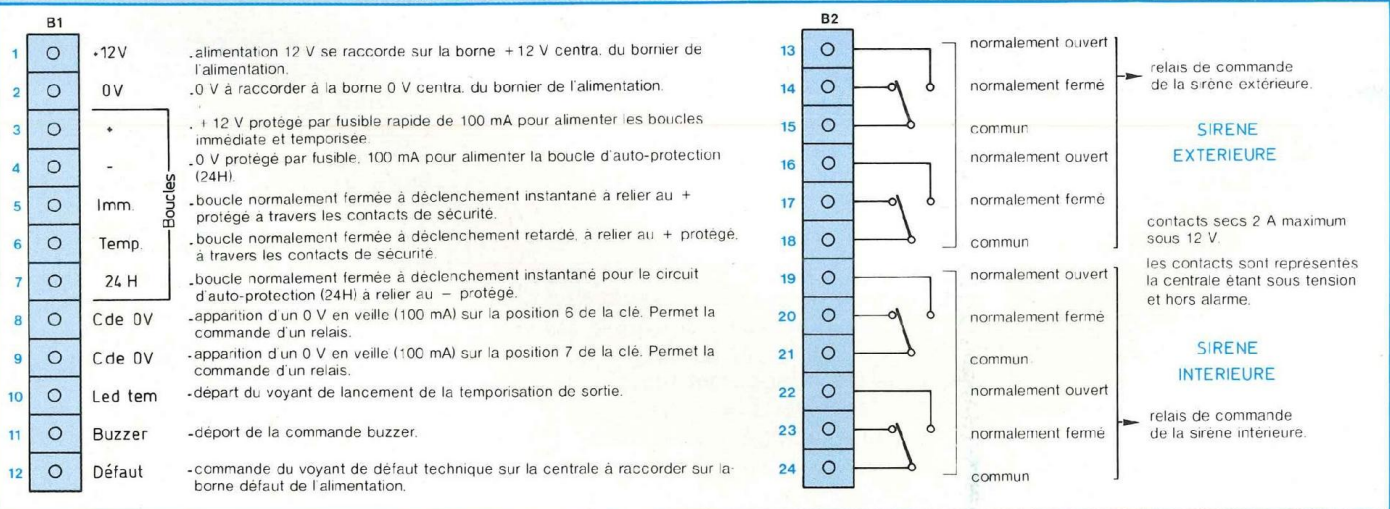 B1
1 +12V .alimentation 12 V se raccorde sur la borne + 12 V centra. du bornier de
l'alimentation.
2 0V .0 V à raccorder à la borne 0 V centra. du bornier de l'alimentation.
3 + . + 12 V protégé par fusible rapide de 100 mA pour alimenter les boucles
immédiate et temporisée.
4 - .0 V protégé par fusible, 100 mA pour alimenter la boucle d'auto-protection
(24H).
Boucles
5 Imm. -boucle normalement fermée à déclenchement instantané à relier au +
protégé à travers les contacts de sécurité.
6 Temp. -boucle normalement fermée à déclenchement retardé, à relier au + protégé,
à travers les contacts de sécurité.
7 24 H -boucle normalement fermée à déclenchement instantané pour le circuit
d'auto-protection (24H) à relier au – protégé.
8 Cde 0V -apparition d'un 0 V en veille (100 mA) sur la position 6 de la clé. Permet la
commande d'un relais.
9 Cde 0V -apparition d'un 0 V en veille (100 mA) sur la position 7 de la clé. Permet la
commande d'un relais.
10 Led tem -départ du voyant de lancement de la temporisation de sortie.
11 Buzzer -déport de la commande buzzer.
12 Défaut -commande du voyant de défaut technique sur la centrale à raccorder sur la
borne défaut de l'alimentation.
B2
13 normalement ouvert
14 normalement fermé
15 commun
16 normalement ouvert
17 normalement fermé
18 commun
19 normalement ouvert
20 normalement fermé
21 commun
22 normalement ouvert
23 normalement fermé
24 commun
relais de commande
de la sirène extérieure.
SIRENE
EXTERIEURE
contacts secs 2 A maximum
sous 12 V.
les contacts sont représentés
la centrale étant sous tension
et hors alarme.
SIRENE
INTERIEURE
relais de commande
de la sirène intérieure.